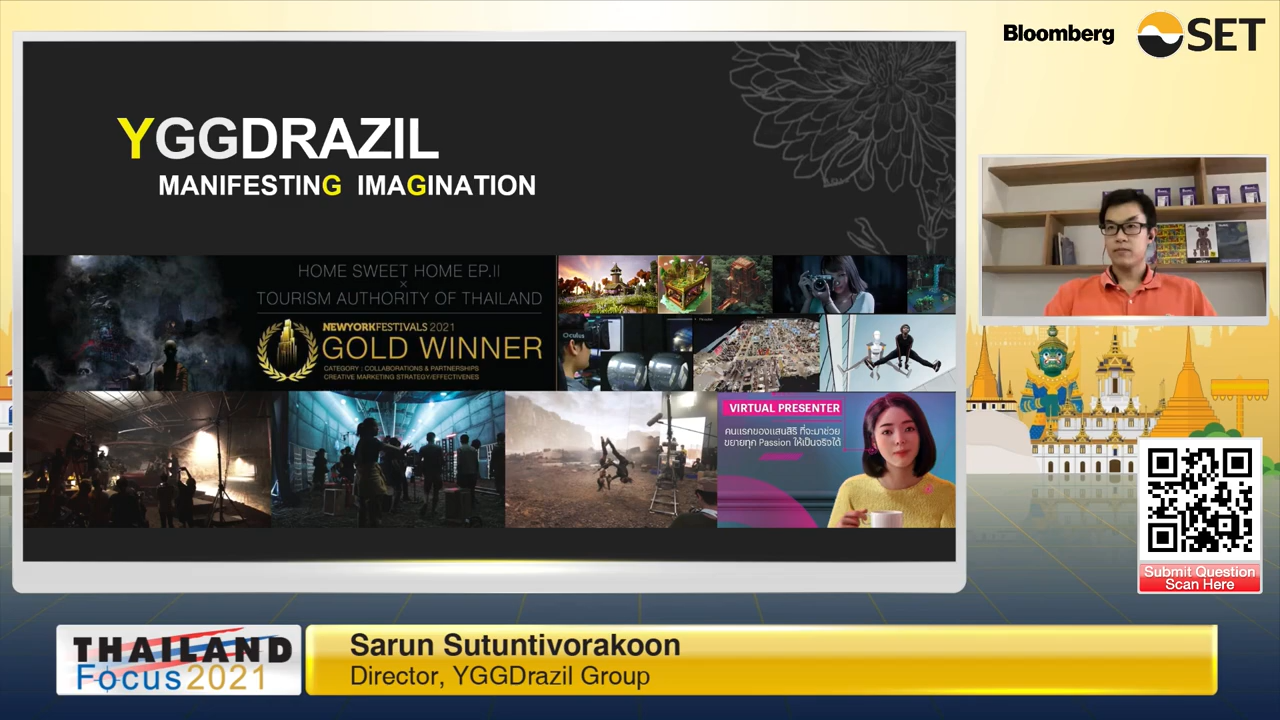 Bloomberg
SET
YGGDRAZIL
MANIFESTING IMAGINATION
HOME SWEET HOME EP.II
×
TOURISM AUTHORITY OF THAILAND
NEWYORKFESTIVALS 2021
GOLD WINNER
CATEGORY : COLLABORATIONS & PARTNERSHIPS
CREATIVE MARKETING STRATEGY/EFFECTIVENES
Oculus
VIRTUAL PRESENTER
คนแรกของแสนสิริ ที่จะมาช่วย
ขยายทุก Passion ให้เป็นจริงได้
Submit Question
Scan Here
THAILAND
Focus 2021
Sarun Sutuntivorakoon
Director, YGGDrazil Group